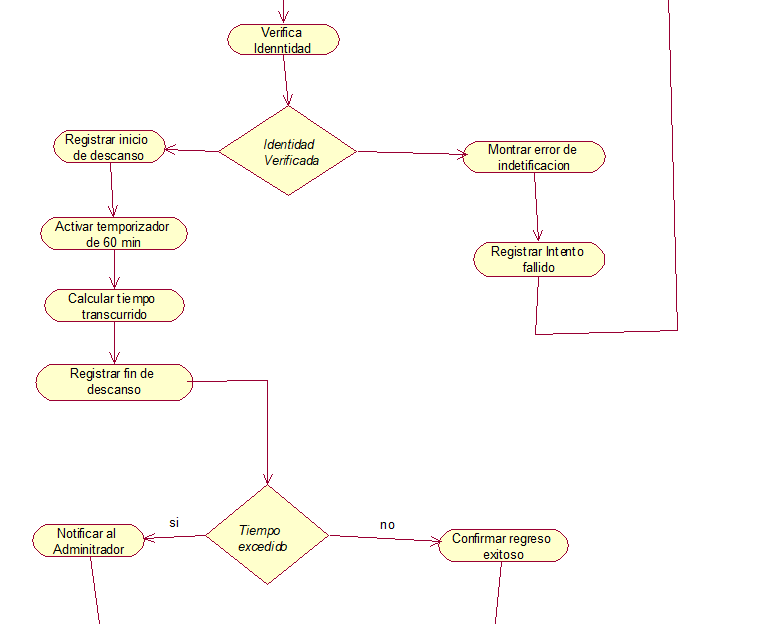 Verifica
Idenntidad
Identidad
Verificada
Registrar inicio
de descanso
Montrar error de
indetificacion
Activar temporizador
de 60 min
Registrar Intento
fallido
Calcular tiempo
transcurrido
Registrar fin de
descanso
si
no
Tiempo
excedido
Notificar al
Adminitrador
Confirmar regreso
exitoso